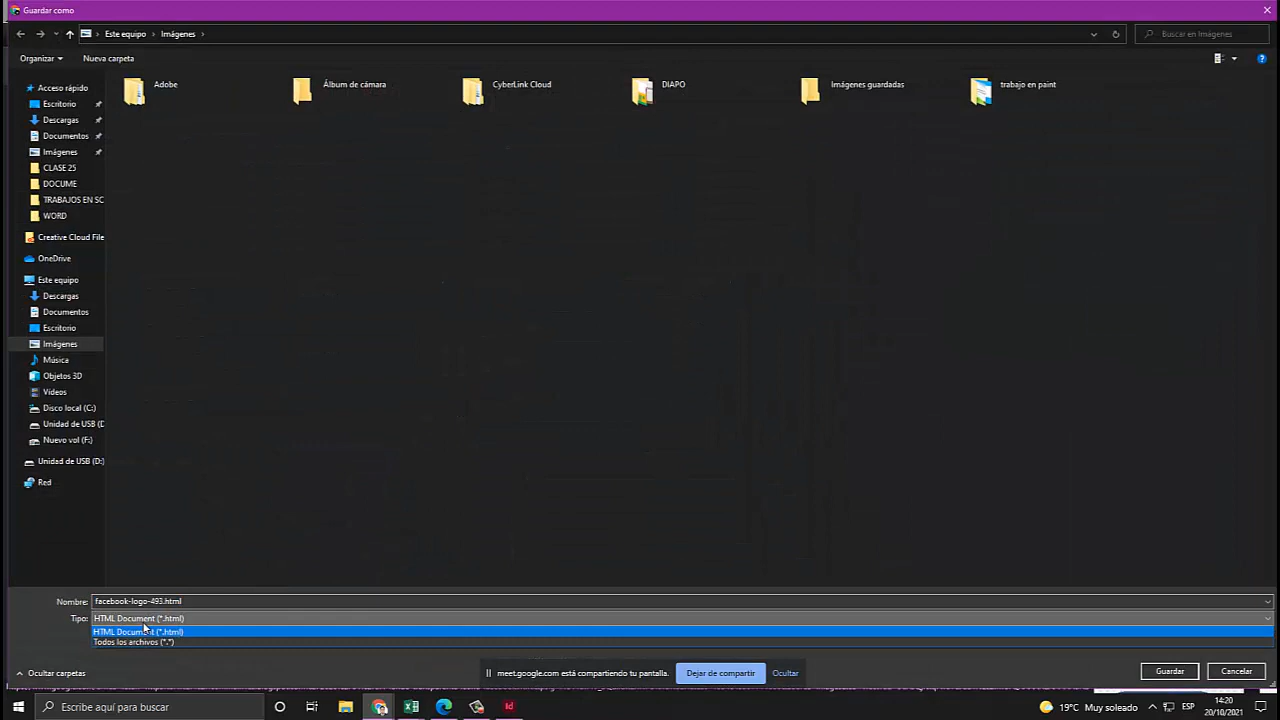 Guardar como
Este equipo › Imágenes ›
Buscar en Imágenes
Organizar
Nueva carpeta
Acceso rápido
Escritorio
Descargas
Documentos
Imágenes
CLASE 25
DOCUME
TRABAJOS EN SC
WORD
Creative Cloud File
OneDrive
Este equipo
Descargas
Documentos
Escritorio
Imágenes
Música
Objetos 3D
Vídeos
Disco local (C:)
Unidad de USB (D
Nuevo vol (F:)
Unidad de USB (D:)
Red
Adobe
Álbum de cámara
CyberLink Cloud
DIAPO
Imágenes guardadas
trabajo en paint
Nombre: facebook-logo-493.html
Tipo: HTML Document (*.html)
HTML Document (*.html)
Todos los archivos (*.*)
Ocultar carpetas
meet.google.com está compartiendo tu pantalla.
Dejar de compartir
Ocultar
Guardar
Cancelar
Escribe aquí para buscar
19°C Muy soleado
ESP
14:20
20/10/2021